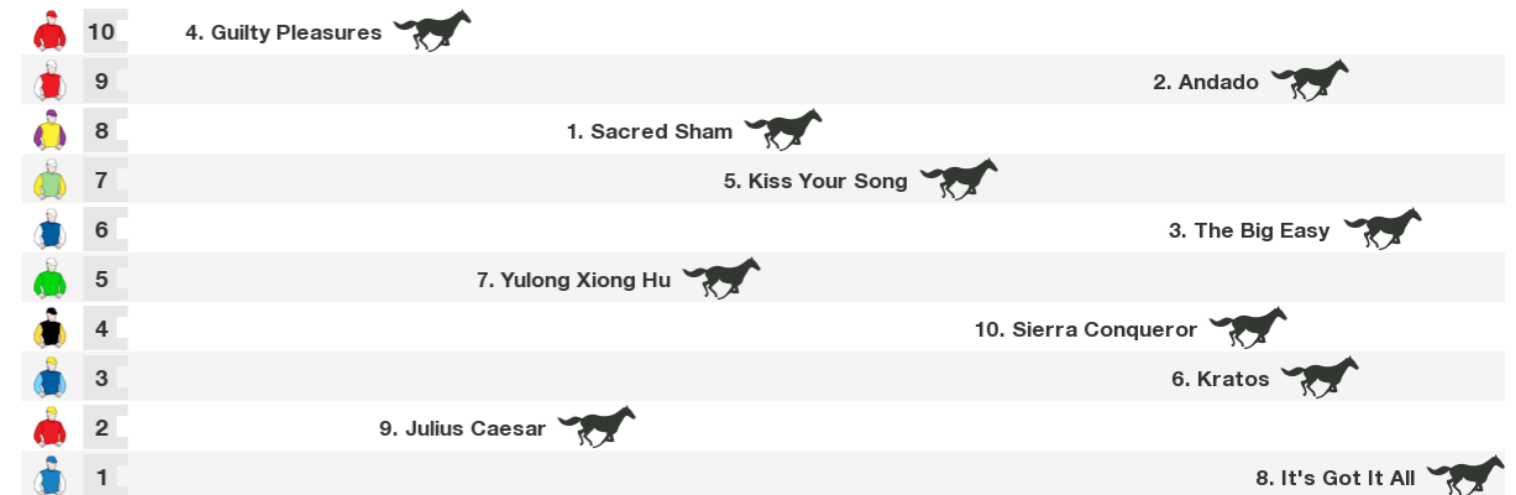 10 4. Guilty Pleasures
9 2. Andado
8 1. Sacred Sham
7 5. Kiss Your Song
6 3. The Big Easy
5 7. Yulong Xiong Hu
4 10. Sierra Conqueror
3 6. Kratos
2 9. Julius Caesar
1 8. It's Got It All